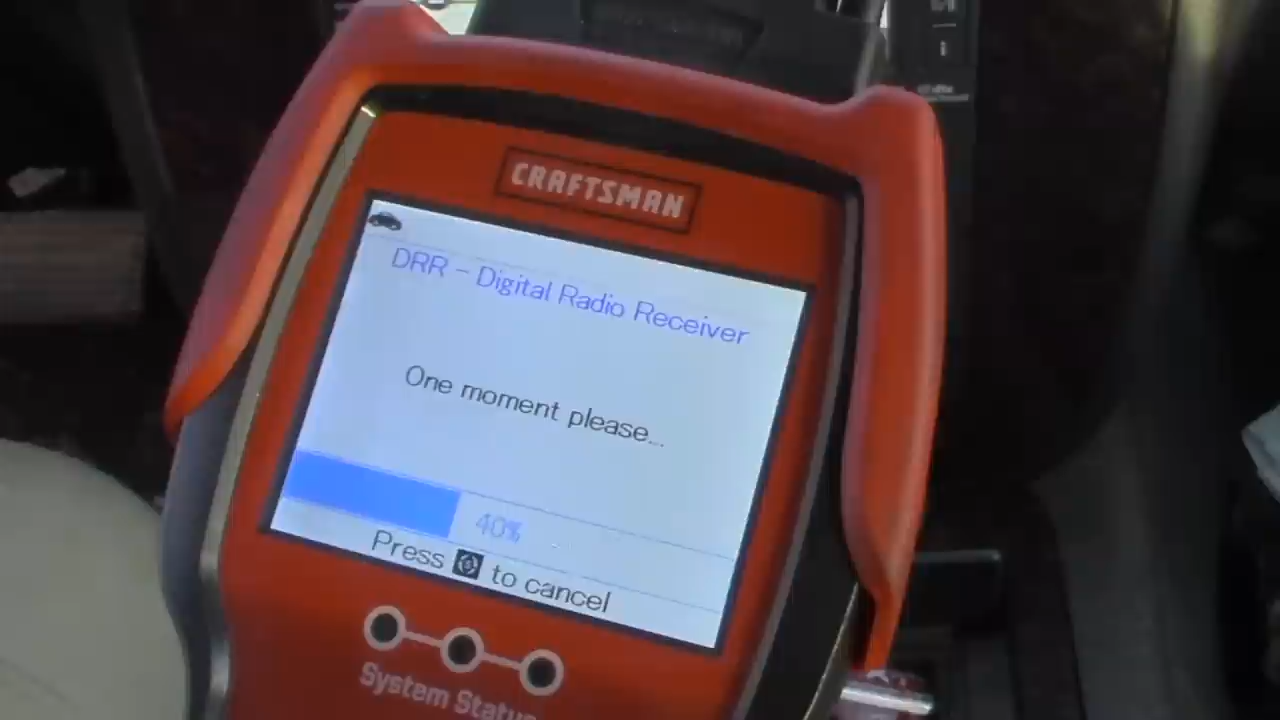 CRAFTSMAN
DRR - Digital Radio Receiver
One moment please...
40%
Press to cancel
System Status